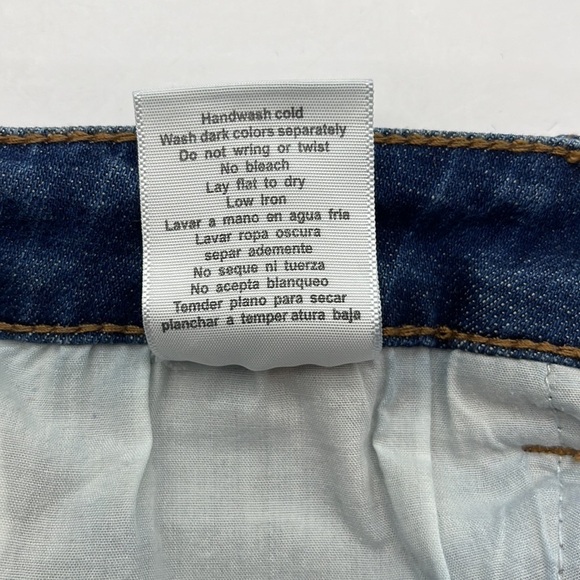 Handwash cold
Wash dark colors separately
Do not wring or twist
No bleach
Lay flat to dry
Low Iron
Lavar a mano en agua fria
Lavar ropa oscura
separ ademente
No seque ni tuerza
No acepta blanqueo
Temder plano para secar
planchar a temper atura baja